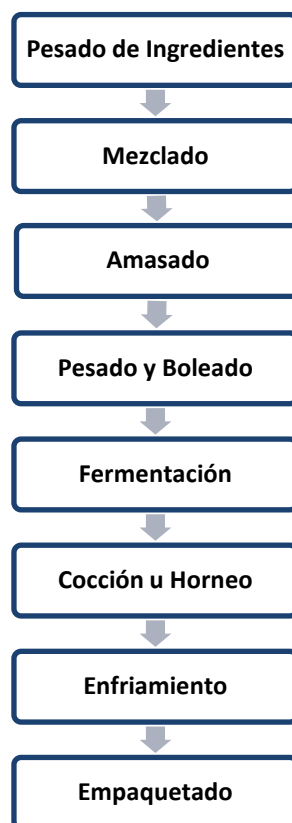 Pesado de Ingredientes
Mezclado
Amasado
Pesado y Boleado
Fermentación
Cocción u Horneo
Enfriamiento
Empaquetado